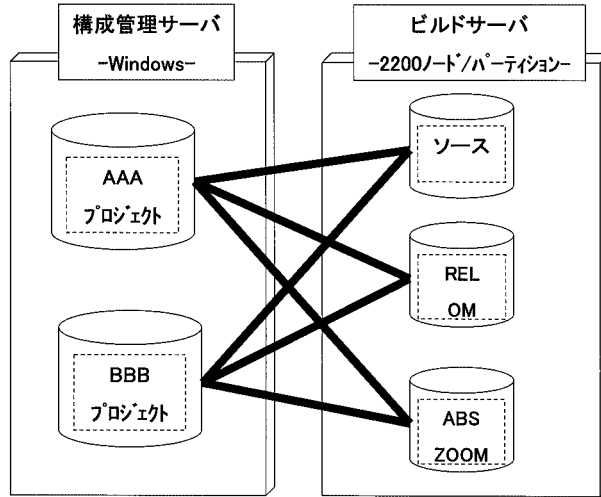 構成管理サーバ
-Windows-
ビルドサーバ
-2200ノード/パーティション-
AAA
プロジェクト
BBB
プロジェクト
ソース
REL
OM
ABS
ZOOM